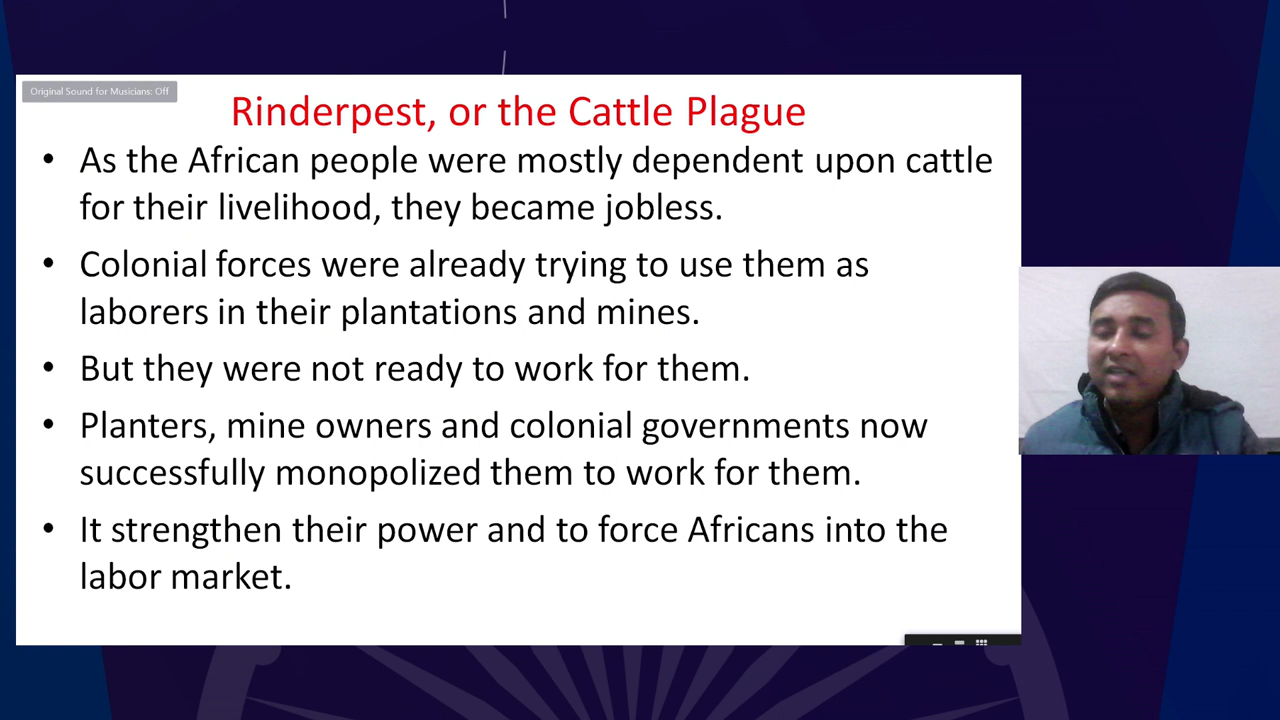 Original Sound for Musicians: Off
Rinderpest, or the Cattle Plague
• As the African people were mostly dependent upon cattle
for their livelihood, they became jobless.
• Colonial forces were already trying to use them as
laborers in their plantations and mines.
• But they were not ready to work for them.
• Planters, mine owners and colonial governments now
successfully monopolized them to work for them.
• It strengthen their power and to force Africans into the
labor market.